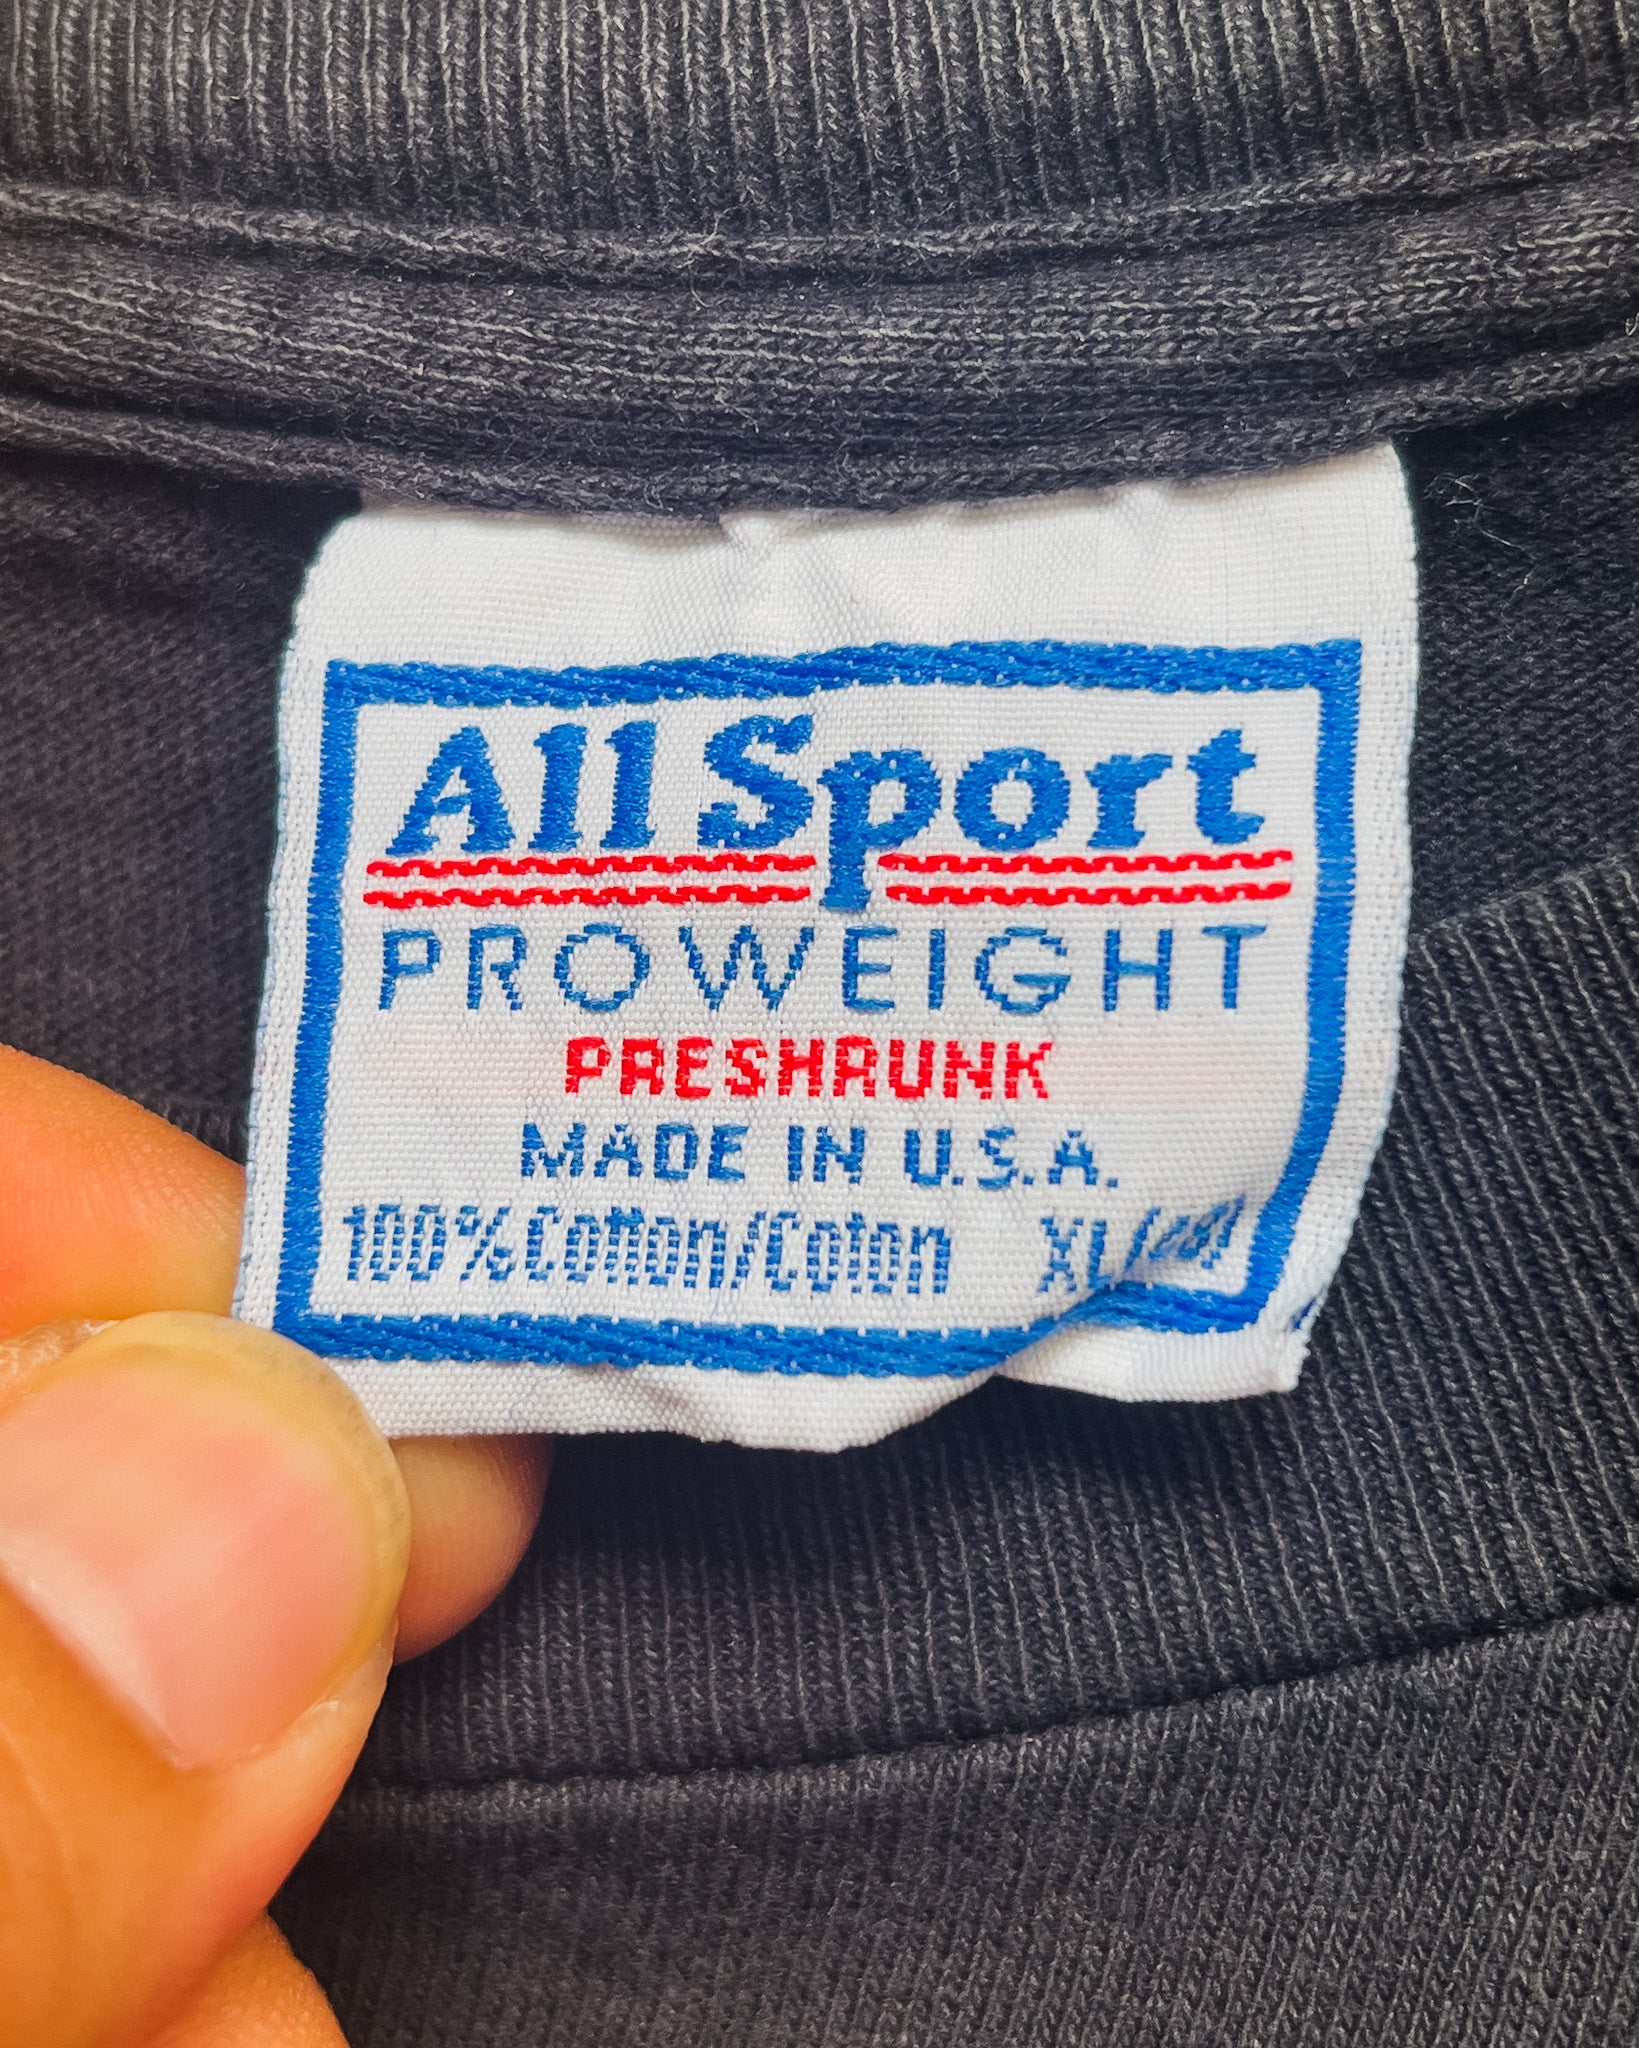 All Sport
PROWEIGHT
PRESHRUNK
MADE IN U.S.A.
100% Cotton/Coton XL